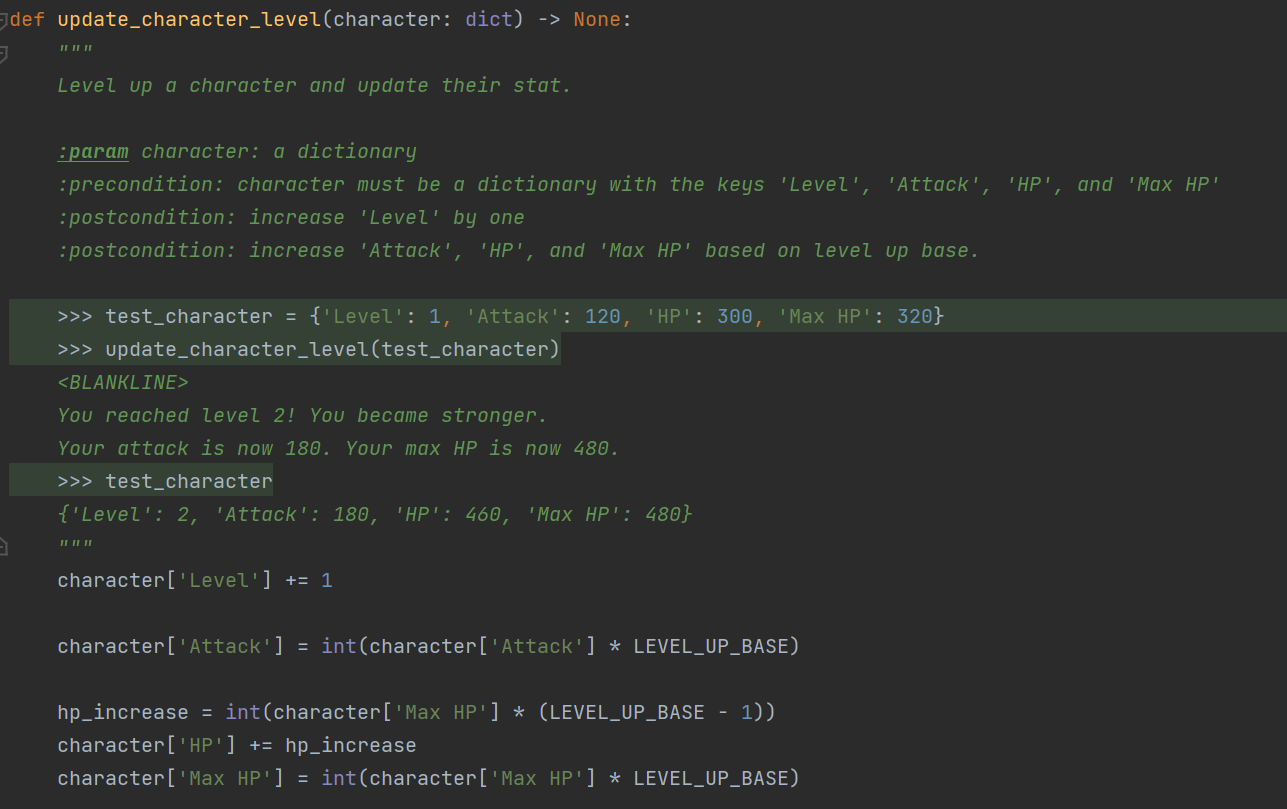 def update_character_level(character: dict) -> None:
    """
    Level up a character and update their stat.

    :param character: a dictionary
    :precondition: character must be a dictionary with the keys 'Level', 'Attack', 'HP', and 'Max HP'
    :postcondition: increase 'Level' by one
    :postcondition: increase 'Attack', 'HP', and 'Max HP' based on level up base.

    >>> test_character = {'Level': 1, 'Attack': 120, 'HP': 300, 'Max HP': 320}
    >>> update_character_level(test_character)
    <BLANKLINE>
    You reached level 2! You became stronger.
    Your attack is now 180. Your max HP is now 480.
    >>> test_character
    {'Level': 2, 'Attack': 180, 'HP': 460, 'Max HP': 480}
    """
    character['Level'] += 1

    character['Attack'] = int(character['Attack'] * LEVEL_UP_BASE)

    hp_increase = int(character['Max HP'] * (LEVEL_UP_BASE - 1))
    character['HP'] += hp_increase
    character['Max HP'] = int(character['Max HP'] * LEVEL_UP_BASE)